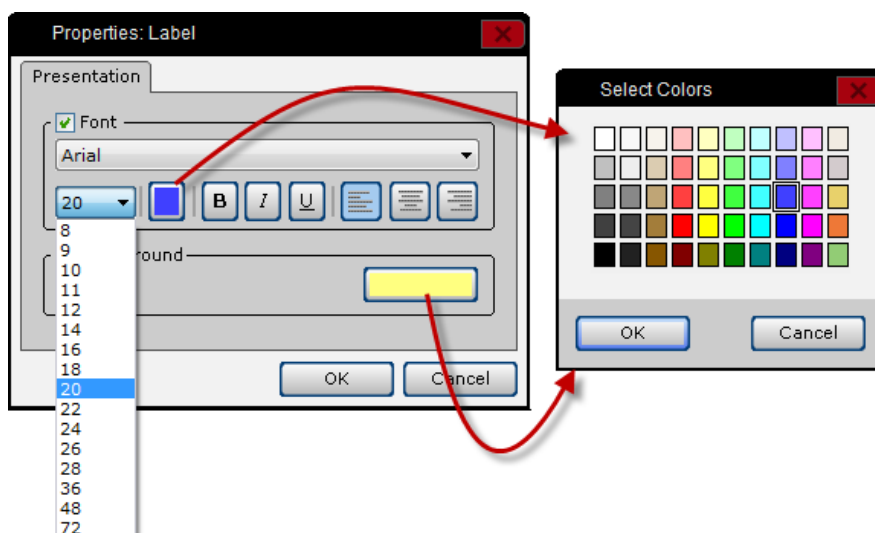 Properties: Label
Presentation
Font
Arial
20
B I U
8
9
10
11
12
14
16
18
20
22
24
26
28
36
48
72
round
OK Cancel
Select Colors
OK Cancel